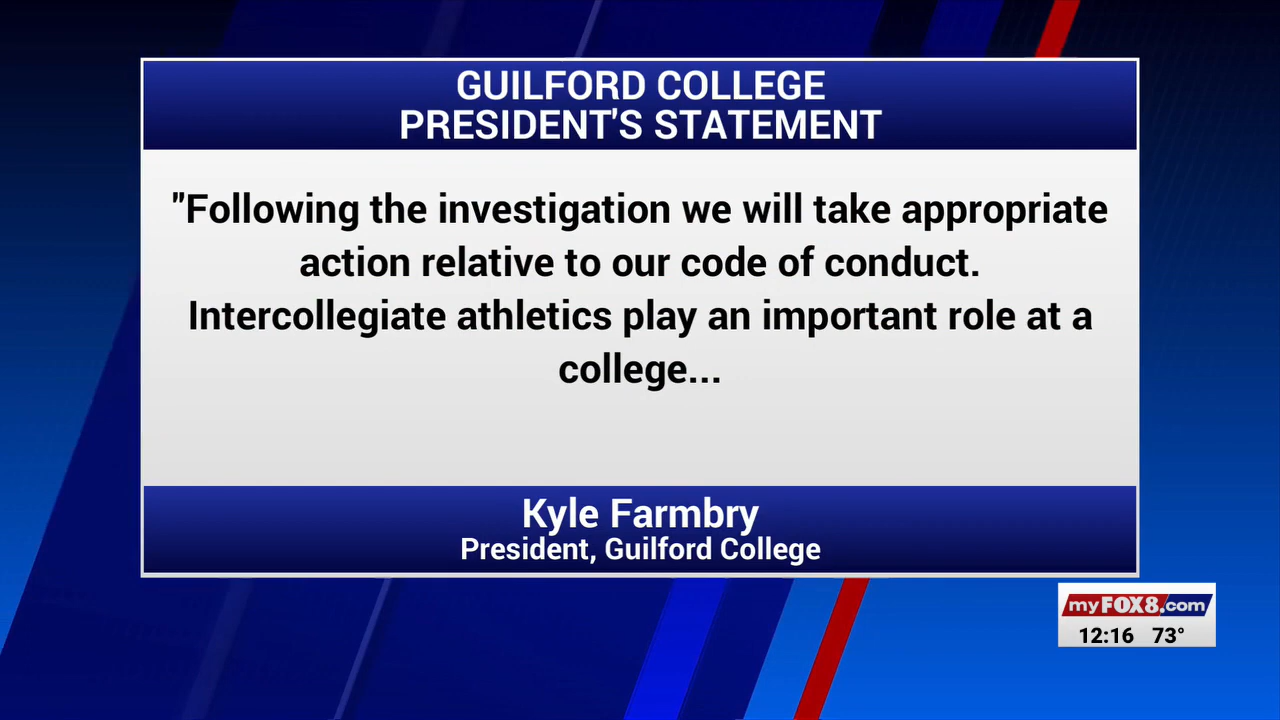 GUILFORD COLLEGE
PRESIDENT'S STATEMENT
"Following the investigation we will take appropriate
action relative to our code of conduct.
Intercollegiate athletics play an important role at a
college...
Kyle Farmbry
President, Guilford College
myFOX8.com
12:16 73°